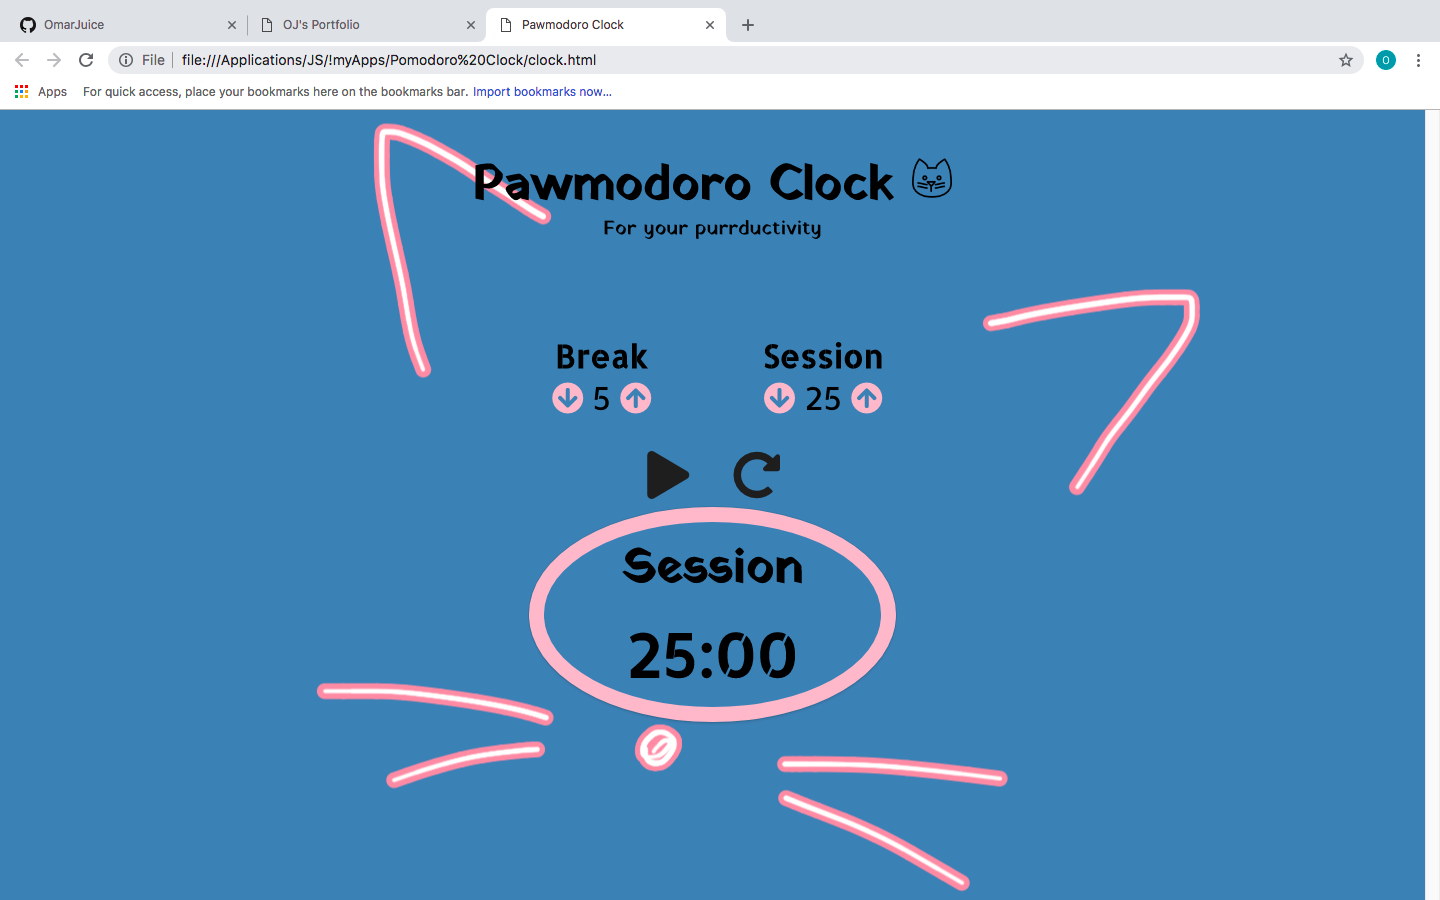 OmarJuice
OJ's Portfolio
Pawmodoro Clock
File
file:///Applications/JS/!myApps/Pomodoro%20Clock/clock.html
O
Apps
For quick access, place your bookmarks here on the bookmarks bar. Import bookmarks now...
Pawmodoro Clock
For your purrductivity
Break
Session
5
25
Session
25:00